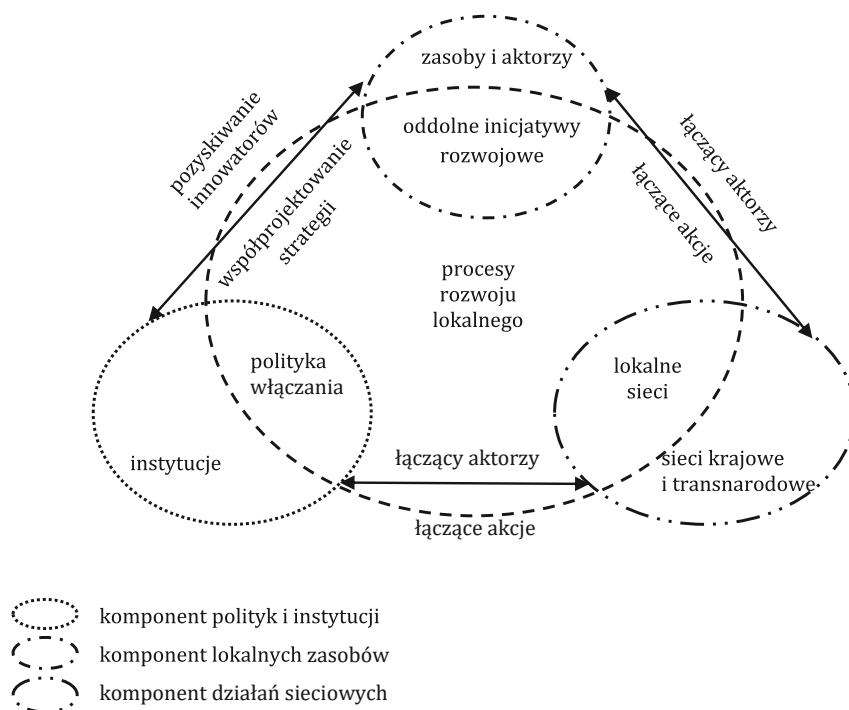 zasoby i aktorzy
oddolne inicjatywy
rozwojowe
pozyskiwanie
innowatorów
współprojektowanie
strategii
łączący aktorzy
łączące akcje
procesy
rozwoju
lokalnego
polityka
włączania
instytucje
lokalne
sieci
sieci krajowe
i transnarodowe
łączący aktorzy
łączące akcje
komponent polityk i instytucji
komponent lokalnych zasobów
komponent działań sieciowych